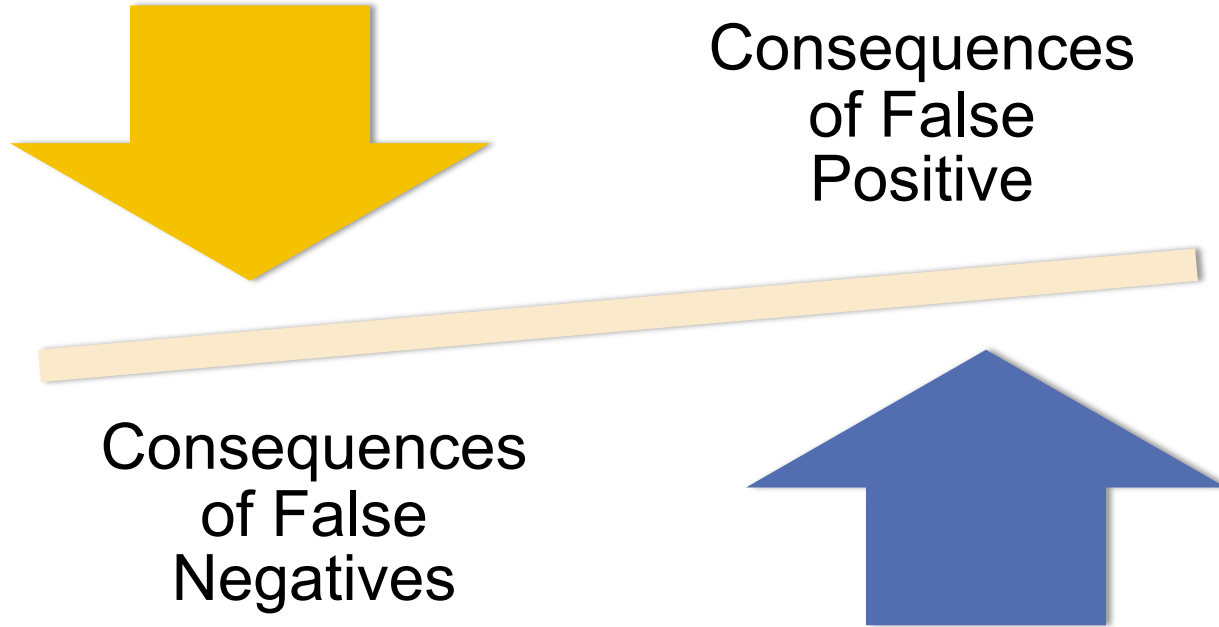 Consequences
of False
Positive
Consequences
of False
Negatives